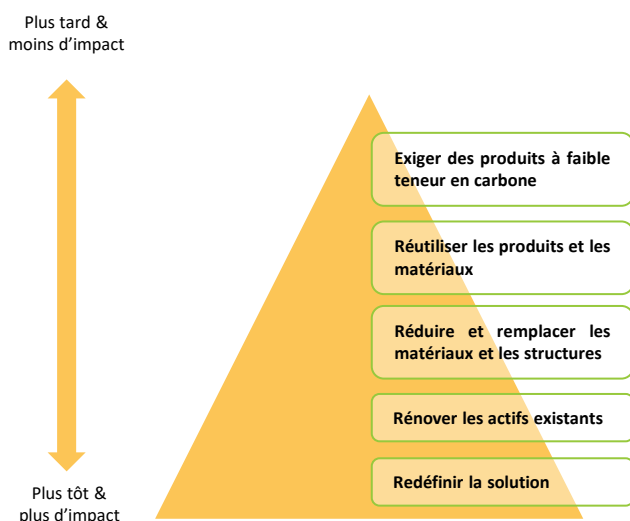 Plus tard &
moins d'impact
Exiger des produits à faible
teneur en carbone
Réutiliser les produits et les
matériaux
Réduire et remplacer les
matériaux et les structures
Rénover les actifs existants
Redéfinir la solution
Plus tôt &
plus d'impact